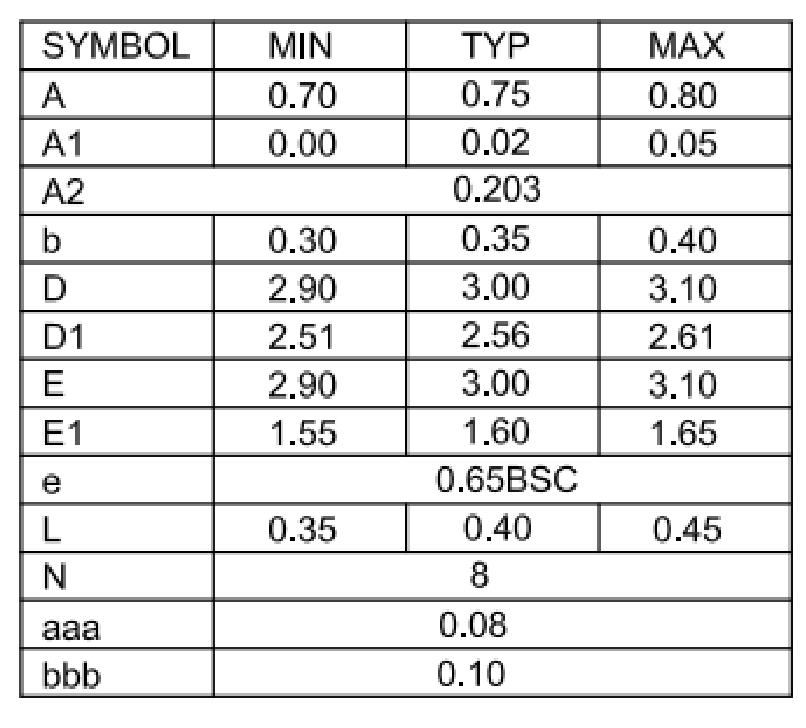 SYMBOL MIN TYP MAX
A 0.70 0.75 0.80
A1 0.00 0.02 0.05
A2 0.203
b 0.30 0.35 0.40
D 2.90 3.00 3.10
D1 2.51 2.56 2.61
E 2.90 3.00 3.10
E1 1.55 1.60 1.65
e 0.65BSC
L 0.35 0.40 0.45
N 8
aaa 0.08
bbb 0.10